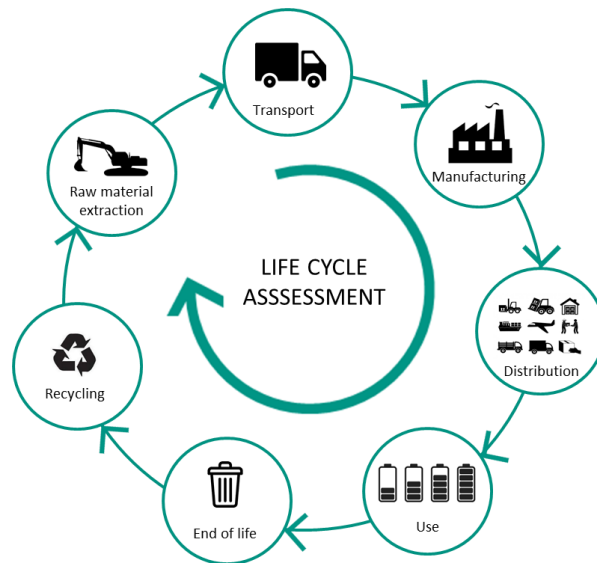 Transport
Manufacturing
Raw material
extraction
LIFE CYCLE
ASSSESSMENT
Distribution
Recycling
Use
End of life